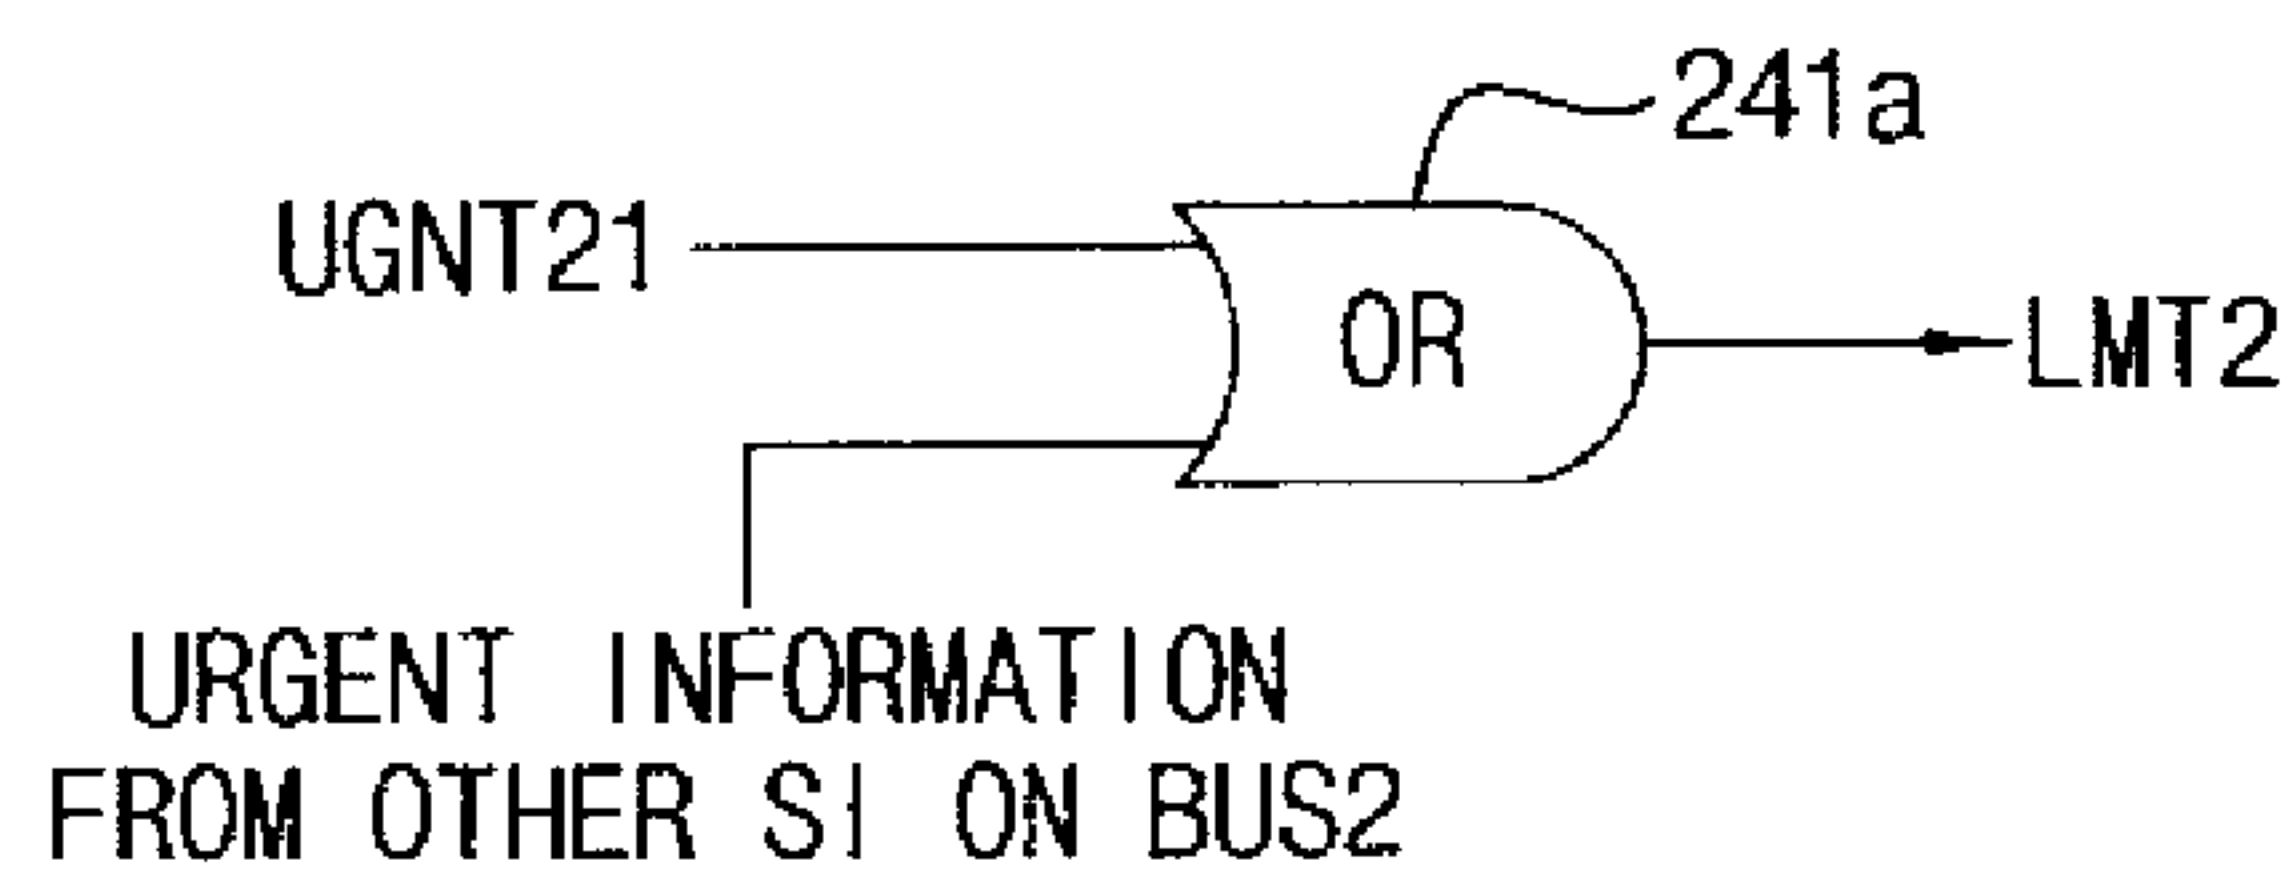 241a
UGNT21
OR
LMT2
URGENT INFORMATION
FROM OTHER SI ON BUS2